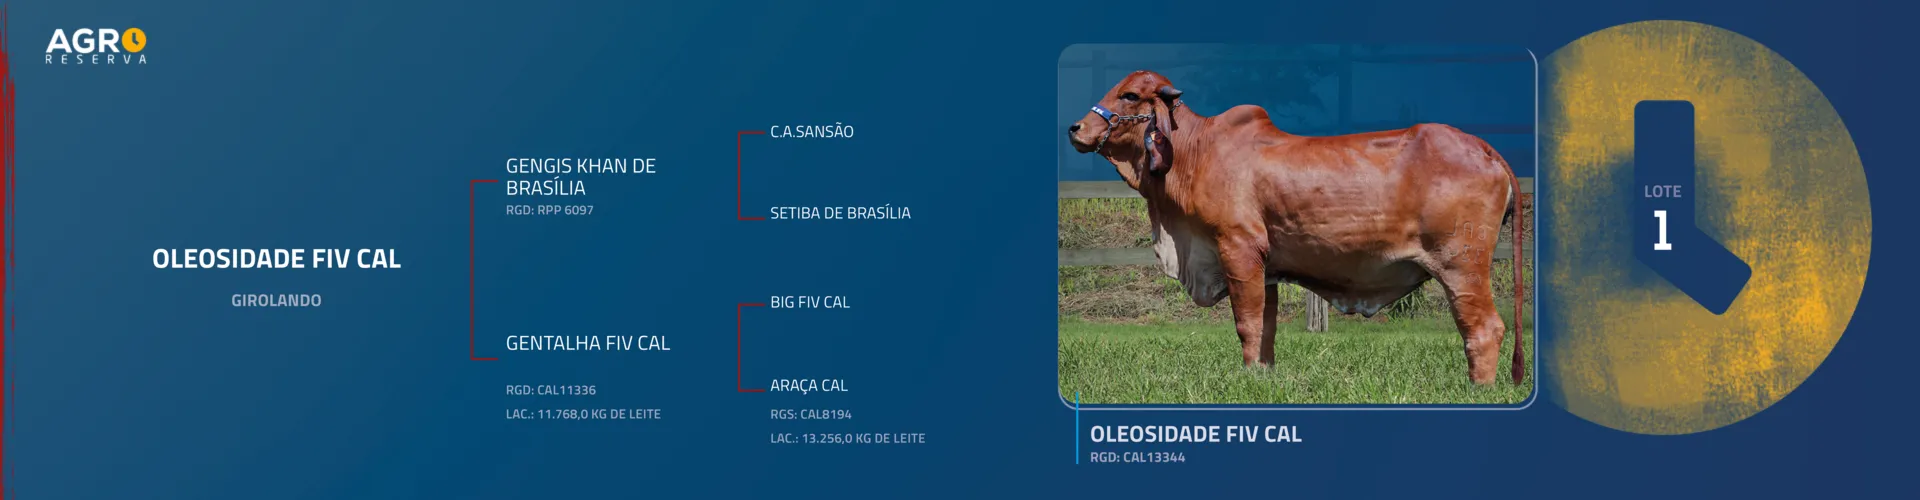 AGRO
RESERVA
OLEOSIDADE FIV CAL
GIROLANDO
GENGIS KHAN DE
BRASÍLIA
RGD: RPP 6097
GENTALHA FIV CAL
RGD: CAL11336
LAC.: 11.768,0 KG DE LEITE
C.A.SANSÃO
SETIBA DE BRASÍLIA
BIG FIV CAL
ARAÇA CAL
RGS: CAL8194
LAC.: 13.256,0 KG DE LEITE
OLEOSIDADE FIV CAL
RGD: CAL13344
LOTE
1